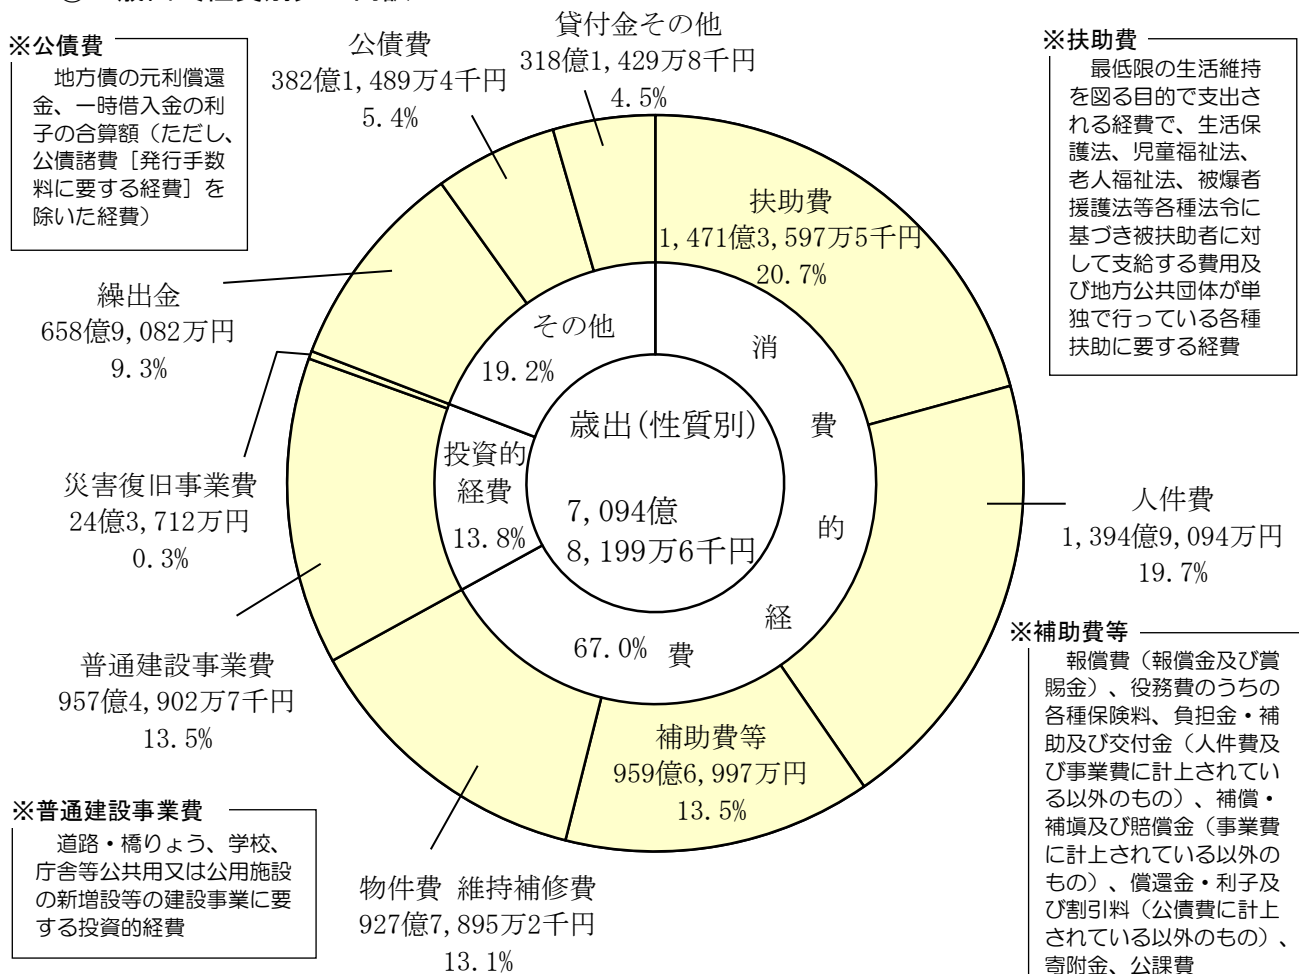 ※公債費
地方債の元利償還
金、一時借入金の利
子の合算額（ただし、
公債諸費［発行手数
料に要する経費］を
除いた経費）
公債費
382億1,489万4千円
5.4%
貸付金その他
318億1,429万8千円
4.5%
※扶助費
最低限の生活維持
を図る目的で支出さ
れる経費で、生活保
護法、児童福祉法、
老人福祉法、被爆者
援護法等各種法令に
基づき被扶助者に対
して支給する費用及
び地方公共団体が単
独で行っている各種
扶助に要する経費
扶助費
1,471億3,597万5千円
20.7%
繰出金
658億9,082万円
9.3%
その他
19.2%
消
費
的
経
費
67.0%
歳出(性質別)
7,094億
8,199万6千円
投資的
経費
13.8%
災害復旧事業費
24億3,712万円
0.3%
人件費
1,394億9,094万円
19.7%
普通建設事業費
957億4,902万7千円
13.5%
補助費等
959億6,997万円
13.5%
物件費 維持補修費
927億7,895万2千円
13.1%
※普通建設事業費
道路・橋りょう、学校、
庁舎等公共用又は公用施設
の新増設等の建設事業に要
する投資的経費
※補助費等
報償費（報償金及び賞
賜金）、役務費のうちの
各種保険料、負担金・補
助及び交付金（人件費及
び事業費に計上されてい
る以外のもの）、補償・
補塡及び賠償金（事業費
に計上されている以外の
もの）、償還金・利子及
び割引料（公債費に計上
されている以外のもの）、
寄附金、公課費